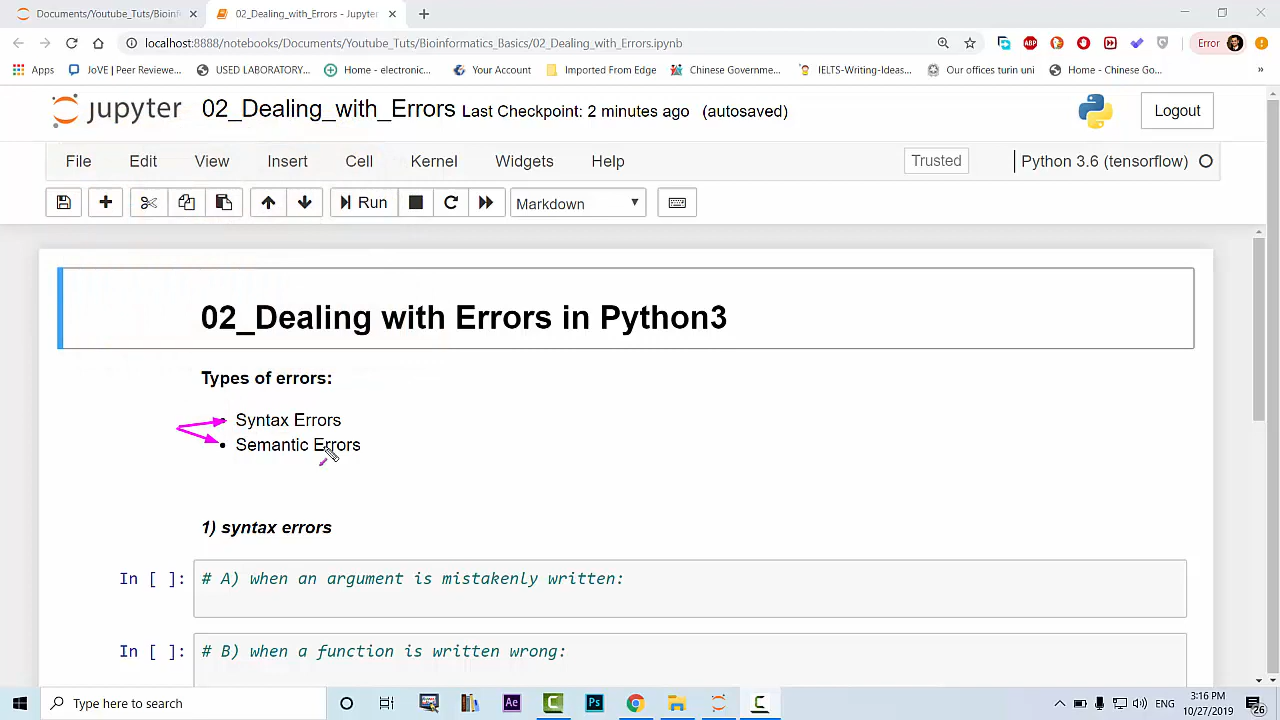 Documents/Youtube_Tuts/Bioinf
02_Dealing_with_Errors - Jupyter
localhost:8888/notebooks/Documents/Youtube_Tuts/Bioinformatics_Basics/02_Dealing_with_Errors.ipynb
ABP
Error
Apps
JoVE | Peer Reviewe...
USED LABORATORY...
Home - electronic...
Your Account
Imported From Edge
Chinese Governme...
IELTS-Writing-Ideas...
Our offices turin uni
Home - Chinese Go...
»
jupyter 02_Dealing_with_Errors Last Checkpoint: 2 minutes ago (autosaved)
Logout
File Edit View Insert Cell Kernel Widgets Help
Trusted
Python 3.6 (tensorflow)
Run
Markdown
02_Dealing with Errors in Python3
Types of errors:
• Syntax Errors
• Semantic Errors
1) syntax errors
In [ ]: # A) when an argument is mistakenly written:
In [ ]: # B) when a function is written wrong:
Type here to search
Ae
Ps
ENG
3:16 PM
10/27/2019
26